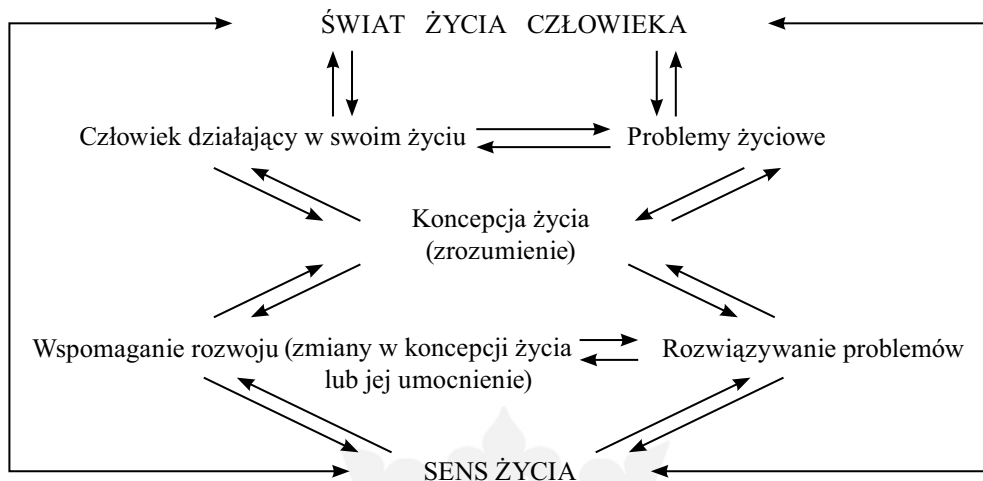 ŚWIAT ŻYCIA CZŁOWIEKA
Człowiek działający w swoim życiu
Problemy życiowe
Koncepcja życia
(zrozumienie)
Wspomaganie rozwoju (zmiany w koncepcji życia
lub jej umocnienie)
Rozwiązywanie problemów
SENS ŻYCIA